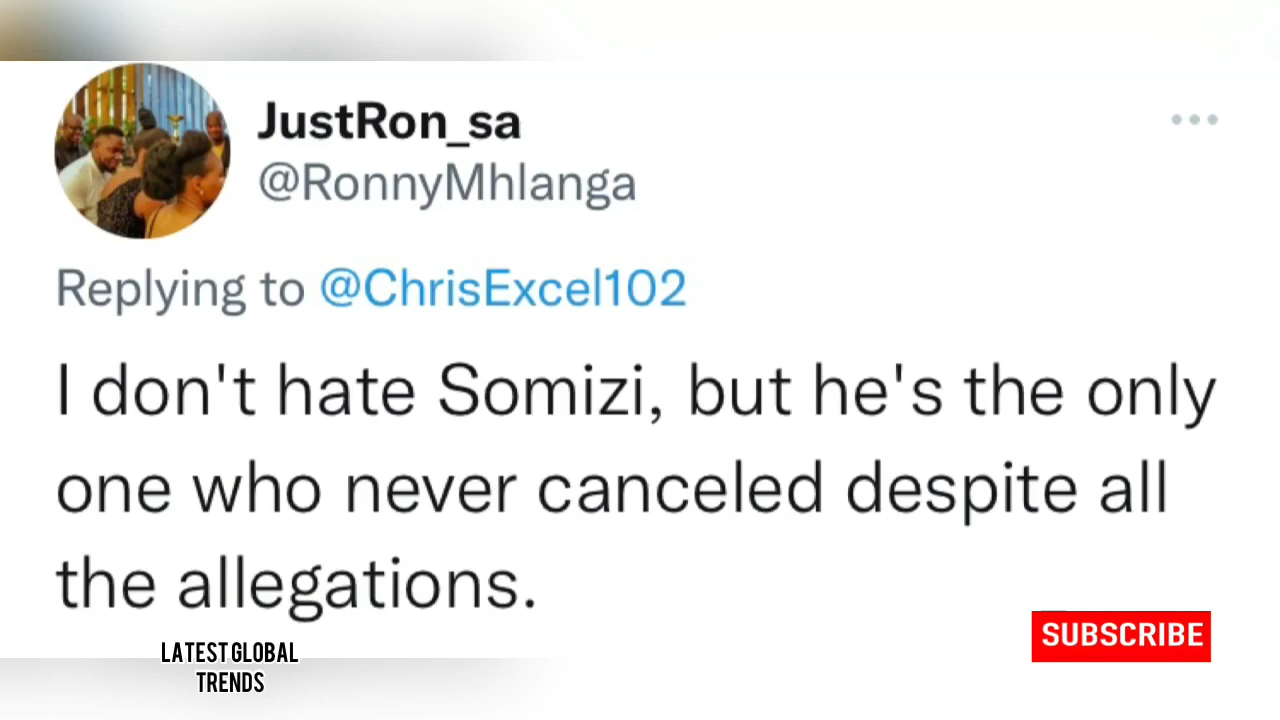 JustRon_sa
@RonnyMhlanga
Replying to @ChrisExcel102
I don't hate Somizi, but he's the only
one who never canceled despite all
the allegations.
SUBSCRIBE
LATEST GLOBAL
TRENDS